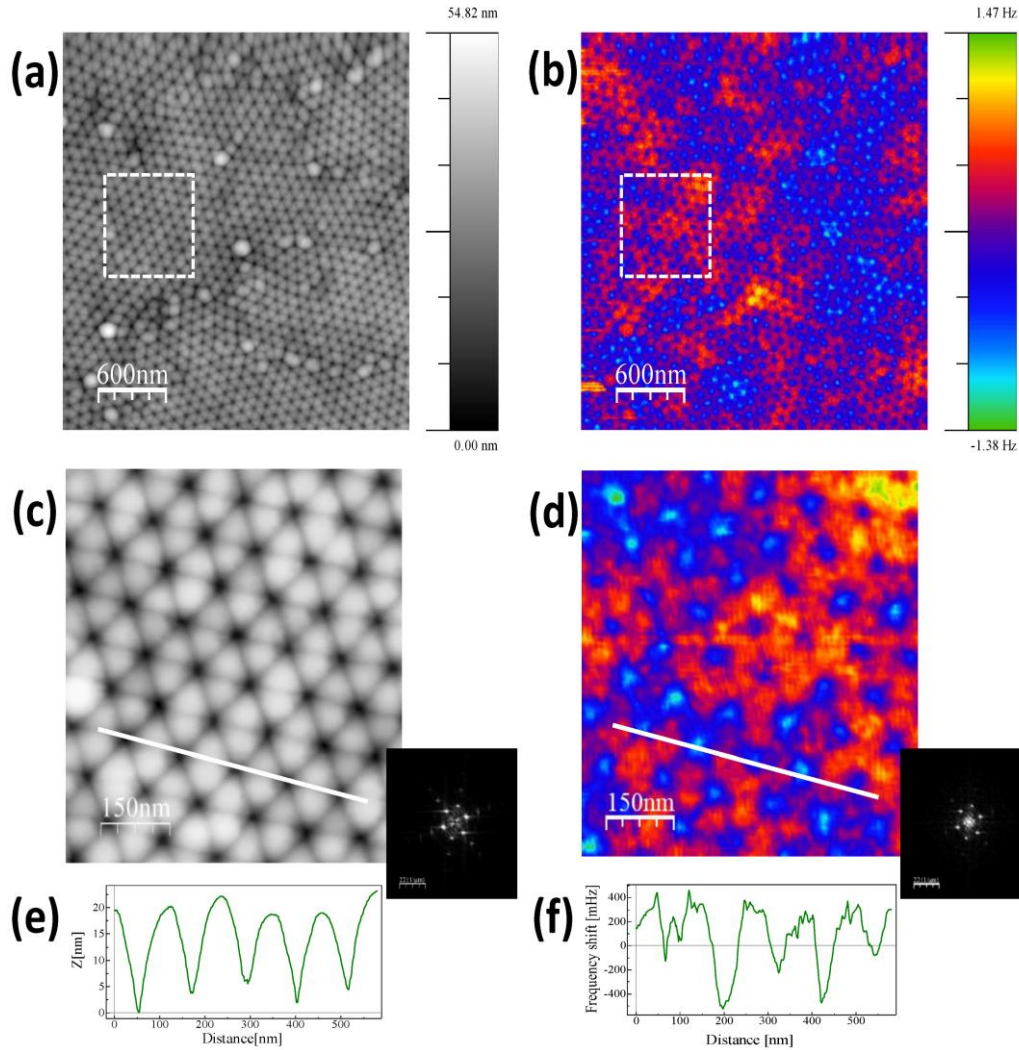 54.82 nm
1.47 Hz
(a)
(b)
600nm
600nm
0.00 nm
-1.38 Hz
(c)
(d)
150nm
150nm
(e)
20
15
10
5
0
Z[nm]
0 100 200 300 400 500
Distance[nm]
(f)
400
200
0
-200
-400
Frequency shift [mHz]
0 100 200 300 400 500
Distance [nm]